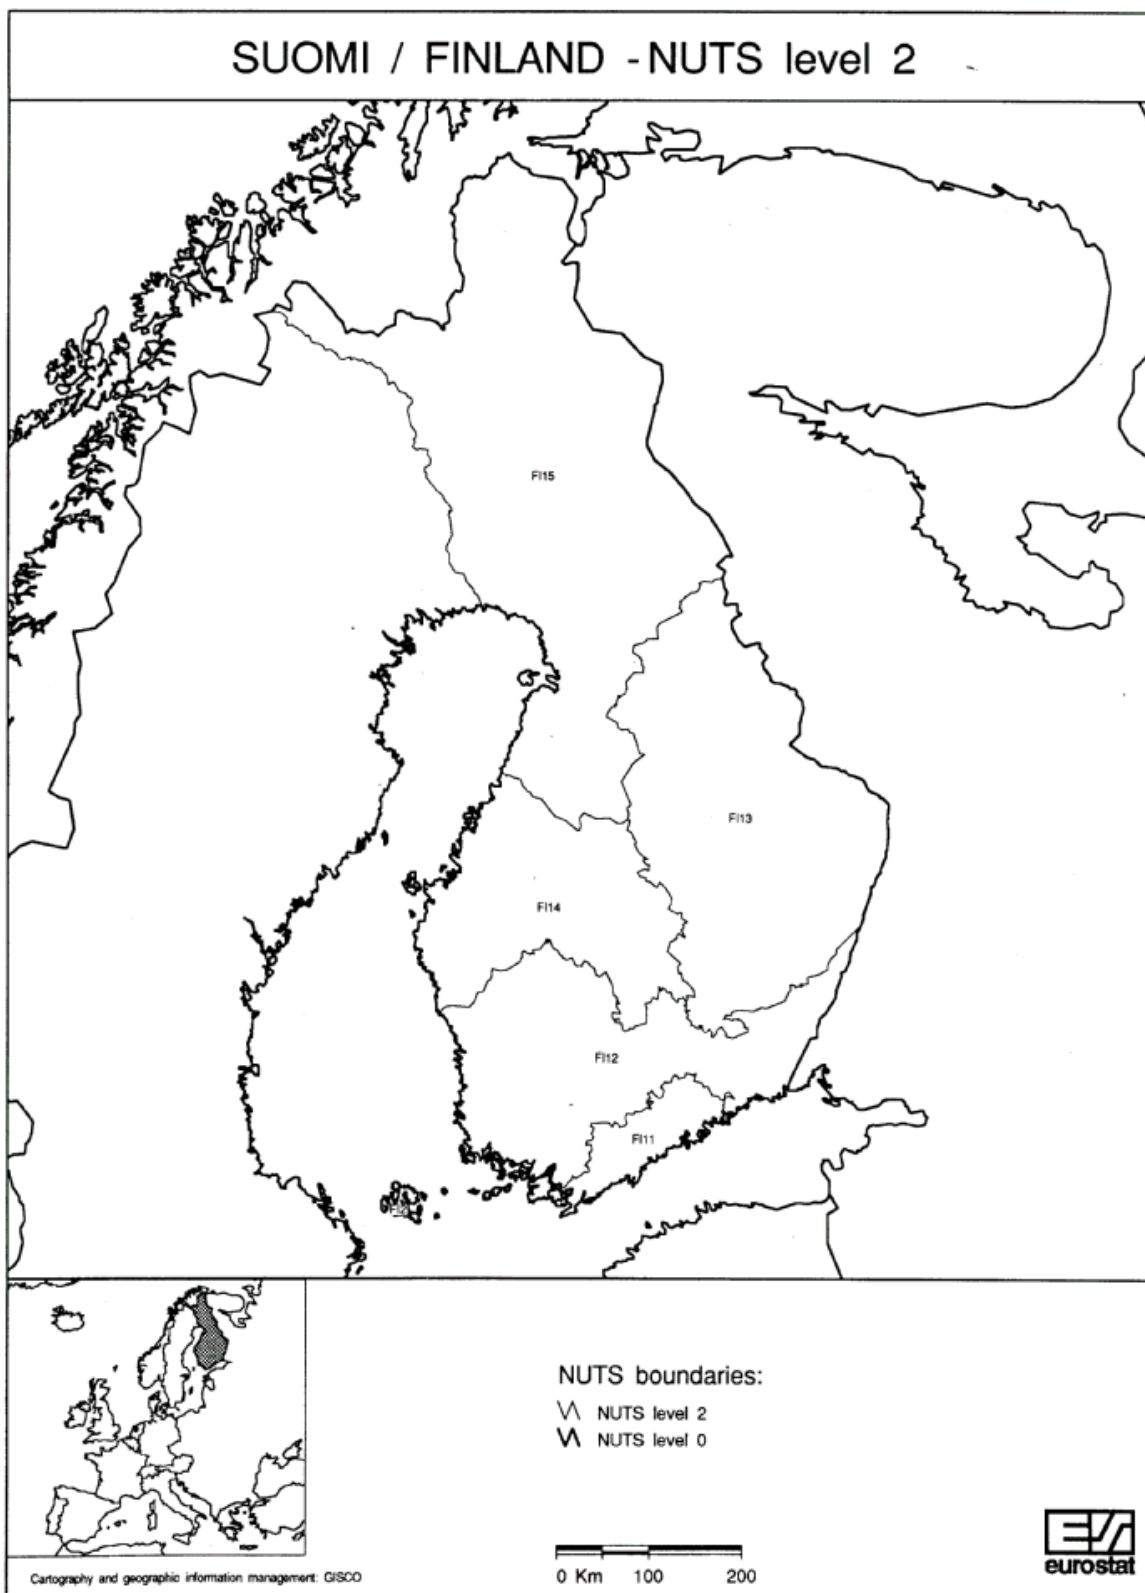 SUOMI / FINLAND - NUTS level 2
FI15
FI13
FI14
FI12
FI11
NUTS boundaries:
NUTS level 2
NUTS level 0
0 Km 100 200
eurostat
Cartography and geographic information management: GISCO